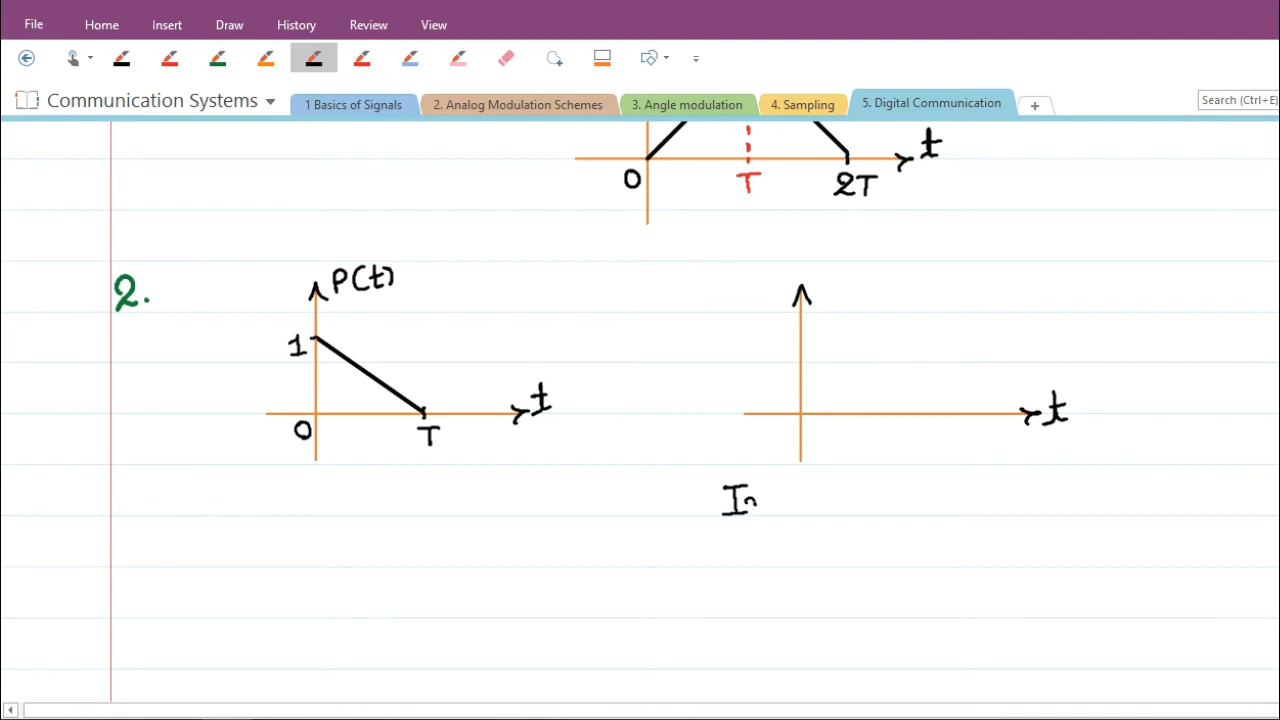 File Home Insert Draw History Review View
Communication Systems 1 Basics of Signals 2. Analog Modulation Schemes 3. Angle modulation 4. Sampling 5. Digital Communication + Search (Ctrl+E)
t
0 T 2T
2. P(t)
1
t t
0 T
In